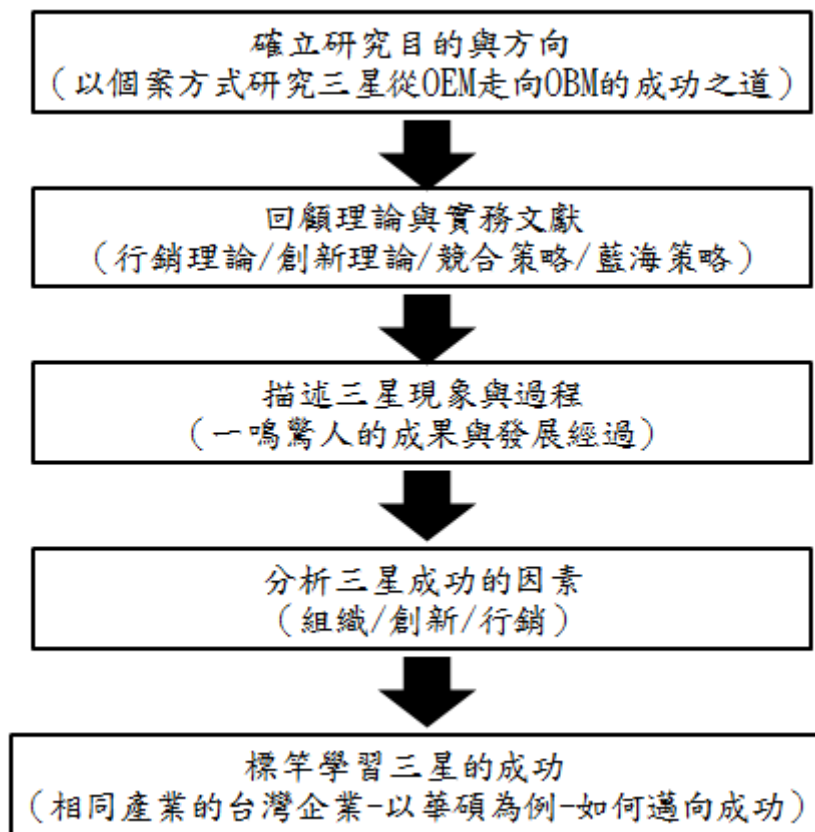 確立研究目的與方向
（以個案方式研究三星從OEM走向OBM的成功之道）
回顧理論與實務文獻
（行銷理論/創新理論/競合策略/藍海策略）
描述三星現象與過程
（一鳴驚人的成果與發展經過）
分析三星成功的因素
（組織/創新/行銷）
標竿學習三星的成功
（相同產業的台灣企業-以華碩為例-如何邁向成功）